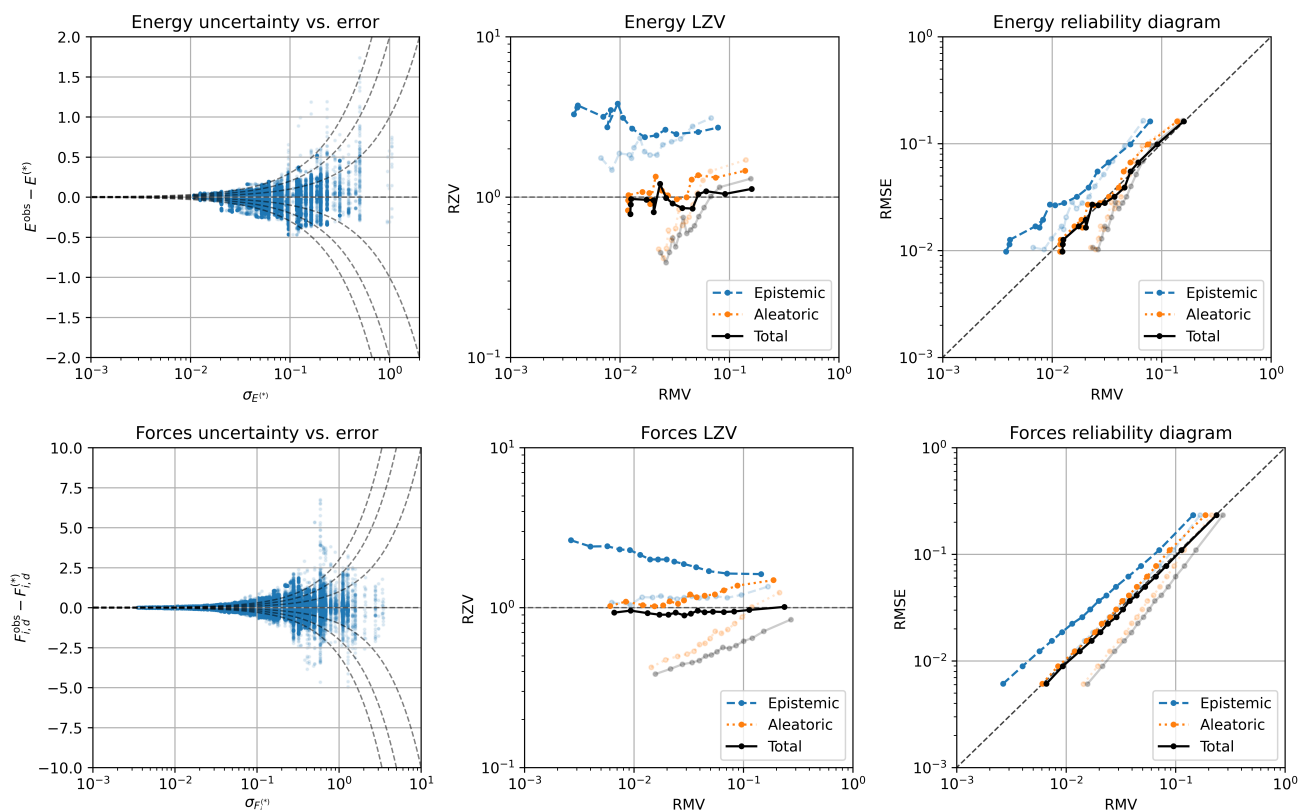 Energy uncertainty vs. error
2.0
1.5
1.0
0.5
0.0
−0.5
−1.0
−1.5
−2.0
E^obs − E^(*)
10^−3 10^−2 10^−1 10^0
σ_E^(*)
Energy LZV
10^1
10^0
10^−1
RZV
10^−3 10^−2 10^−1 10^0
RMV
Epistemic
Aleatoric
Total
Energy reliability diagram
10^0
10^−1
10^−2
10^−3
RMSE
10^−3 10^−2 10^−1 10^0
RMV
Epistemic
Aleatoric
Total
Forces uncertainty vs. error
10.0
7.5
5.0
2.5
0.0
−2.5
−5.0
−7.5
−10.0
F_i,d^obs − F_i,d^(*)
10^−3 10^−2 10^−1 10^0 10^1
σ_F_i^(*)
Forces LZV
10^1
10^0
10^−1
RZV
10^−3 10^−2 10^−1 10^0
RMV
Epistemic
Aleatoric
Total
Forces reliability diagram
10^0
10^−1
10^−2
10^−3
RMSE
10^−3 10^−2 10^−1 10^0
RMV
Epistemic
Aleatoric
Total